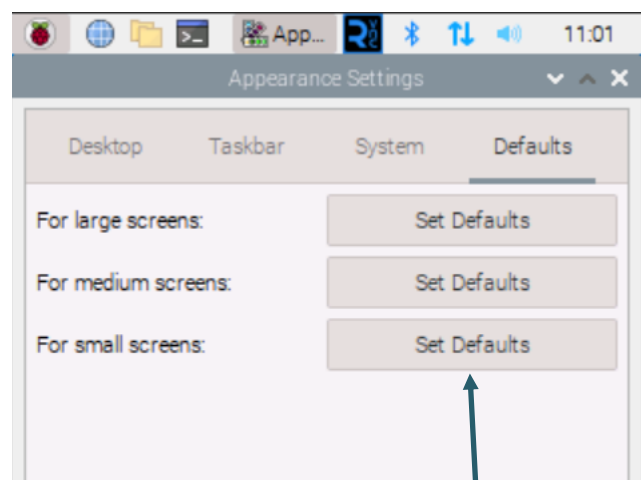 App... 11:01
Appearance Settings
Desktop Taskbar System Defaults
For large screens: Set Defaults
For medium screens: Set Defaults
For small screens: Set Defaults